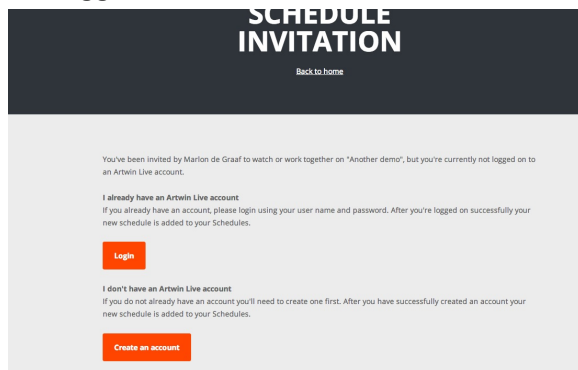 SCHEDULE
INVITATION
Back to home
You've been invited by Marlon de Graaf to watch or work together on "Another demo", but you're currently not logged on to
an Artwin Live account.
I already have an Artwin Live account
If you already have an account, please login using your user name and password. After you're logged on successfully your
new schedule is added to your Schedules.
Login
I don't have an Artwin Live account
If you do not already have an account you'll need to create one first. After you have successfully created an account your
new schedule is added to your Schedules.
Create an account